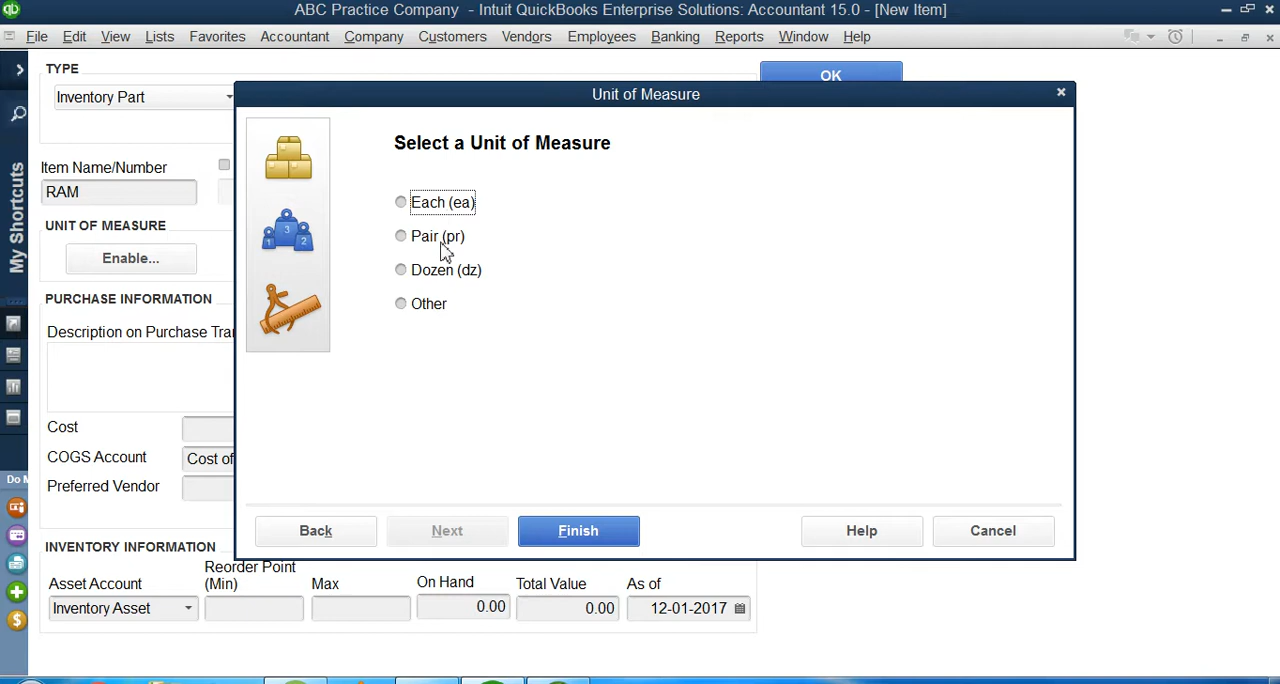 ABC Practice Company - Intuit QuickBooks Enterprise Solutions: Accountant 15.0 - [New Item]
File Edit View Lists Favorites Accountant Company Customers Vendors Employees Banking Reports Window Help
TYPE
OK
Inventory Part
Unit of Measure
Select a Unit of Measure
Item Name/Number
RAM
Each (ea)
UNIT OF MEASURE
Pair (pr)
Enable...
Dozen (dz)
Other
My Shortcuts
PURCHASE INFORMATION
Description on Purchase Tra
Cost
COGS Account
Cost of
Preferred Vendor
Do M
Back Next Finish Help Cancel
INVENTORY INFORMATION
Asset Account
Reorder Point
(Min)
Max
On Hand
Total Value
As of
Inventory Asset
0.00
0.00
12-01-2017